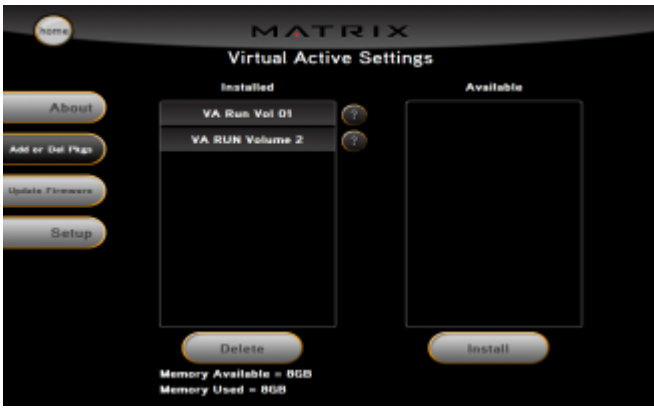 home
MATRIX
Virtual Active Settings
Installed
Available
About
Add or Del Pkgs
Update Firmware
Setup
VA Run Vol 01
?
VA RUN Volume 2
?
Delete
Install
Memory Available = 8GB
Memory Used = 8GB